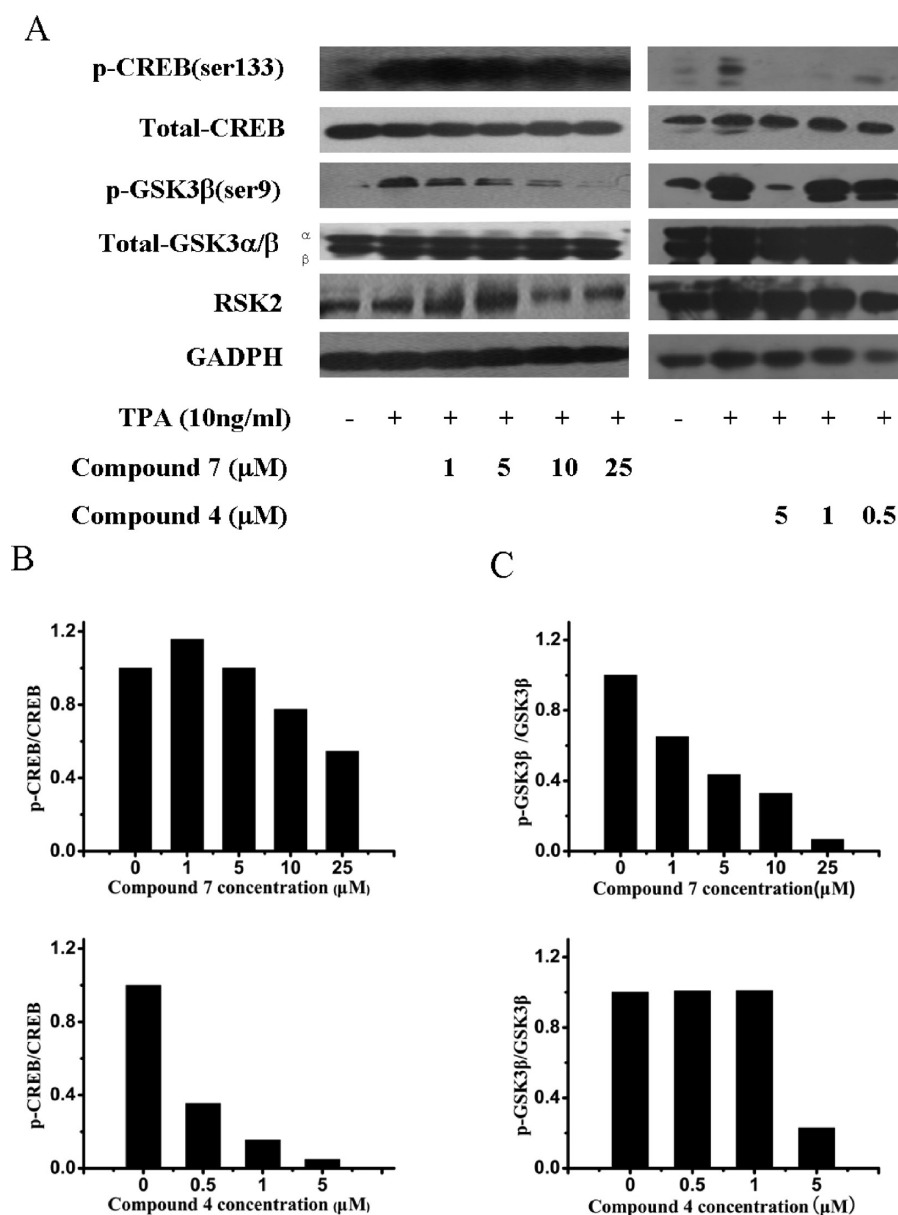 A
p-CREB(ser133)
Total-CREB
p-GSK3β(ser9)
Total-GSK3α/β
α
β
RSK2
GADPH
TPA (10ng/ml) - + + + + + - + + + +
Compound 7 (μM) 1 5 10 25
Compound 4 (μM) 5 1 0.5
B
1.2
0.8
0.4
0.0
p-CREB/CREB
0 1 5 10 25
Compound 7 concentration (μM)
C
1.2
0.8
0.4
0.0
p-GSK3β /GSK3β
0 1 5 10 25
Compound 7 concentration(μM)
1.2
0.8
0.4
0.0
p-CREB/CREB
0 0.5 1 5
Compound 4 concentration (μM)
1.2
0.8
0.4
0.0
p-GSK3β/GSK3β
0 0.5 1 5
Compound 4 concentration (μM)